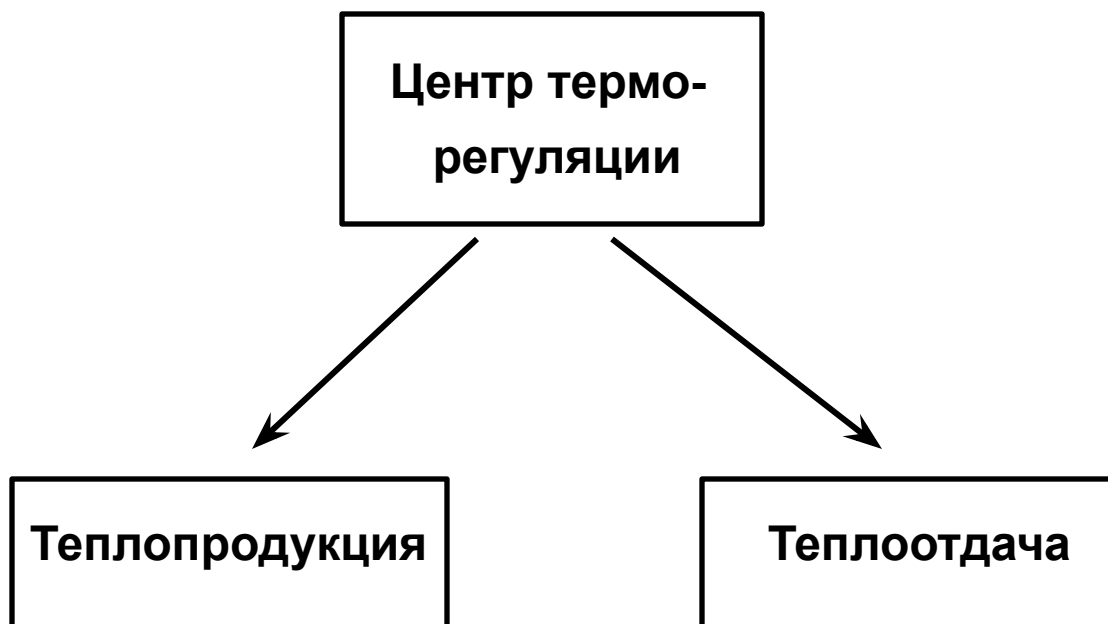 Центр термо-
регуляции
Теплопродукция
Теплоотдача